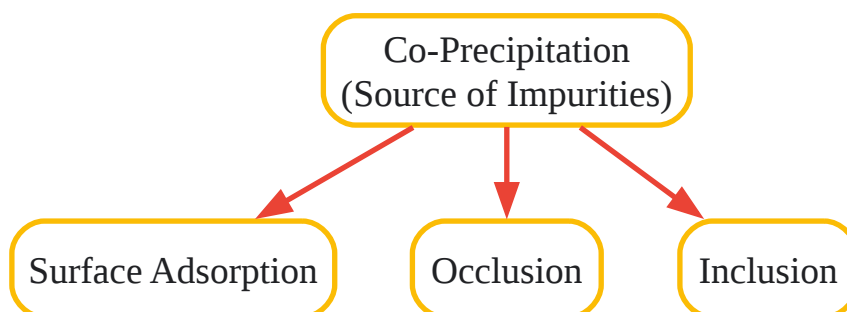 Co-Precipitation
(Source of Impurities)
Surface Adsorption
Occlusion
Inclusion